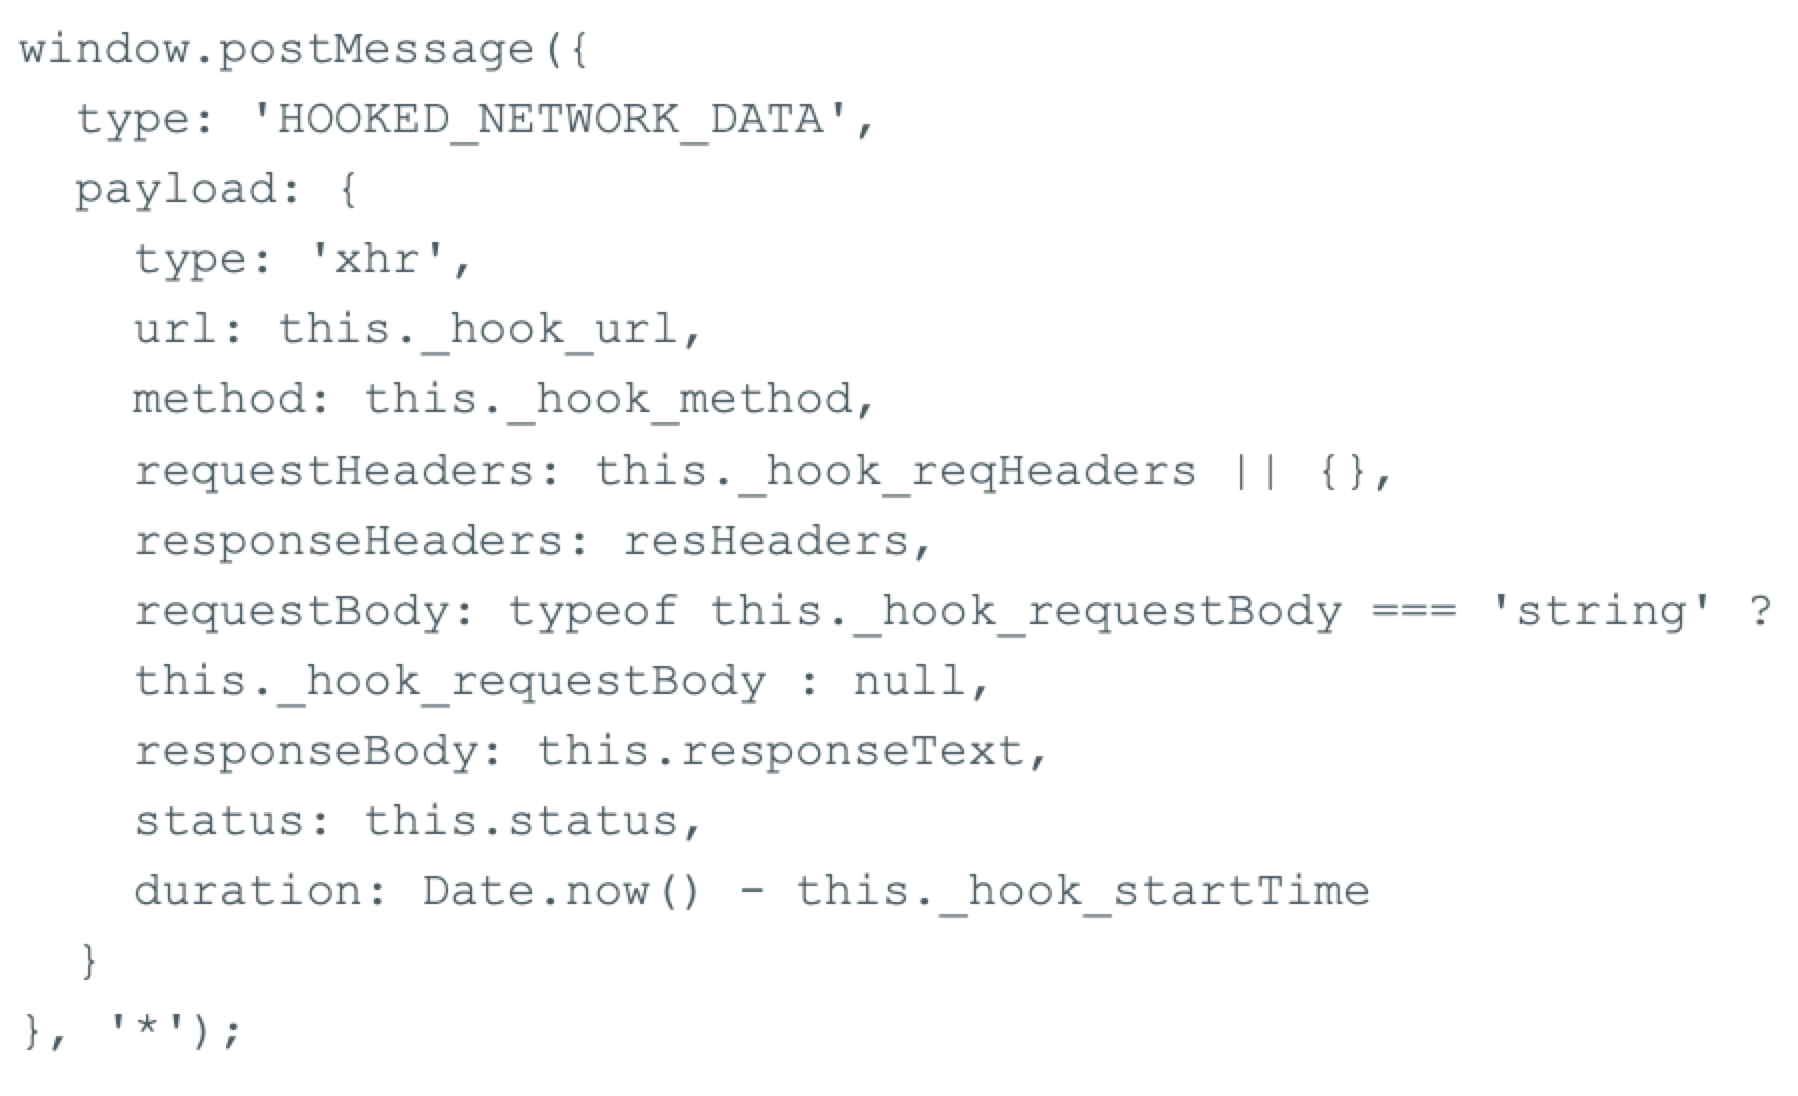 window.postMessage({
  type: 'HOOKED_NETWORK_DATA',
  payload: {
    type: 'xhr',
    url: this._hook_url,
    method: this._hook_method,
    requestHeaders: this._hook_reqHeaders || {},
    responseHeaders: resHeaders,
    requestBody: typeof this._hook_requestBody === 'string' ?
    this._hook_requestBody : null,
    responseBody: this.responseText,
    status: this.status,
    duration: Date.now() - this._hook_startTime
  }
}, '*');